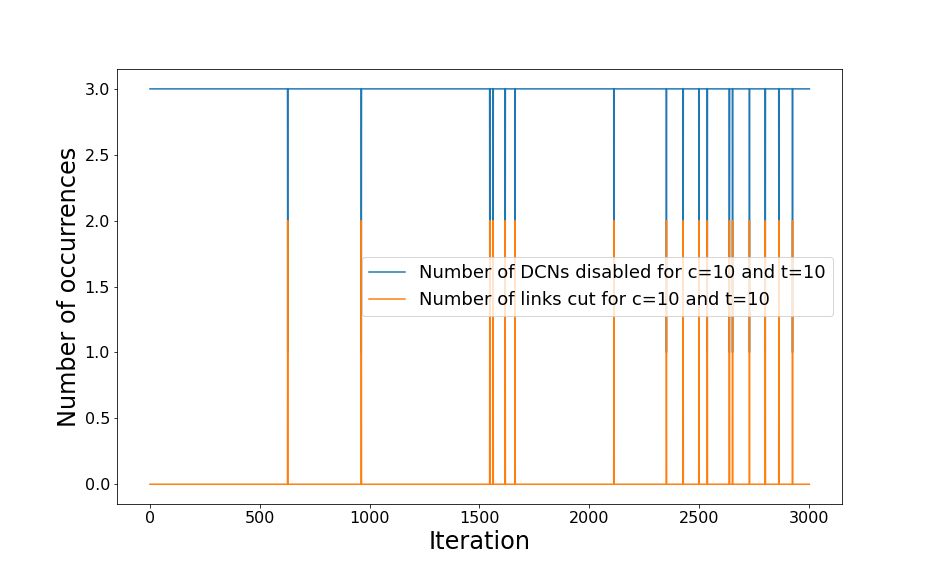 Number of occurrences
3.0
2.5
2.0
1.5
1.0
0.5
0.0
Number of DCNs disabled for c=10 and t=10
Number of links cut for c=10 and t=10
0 500 1000 1500 2000 2500 3000
Iteration